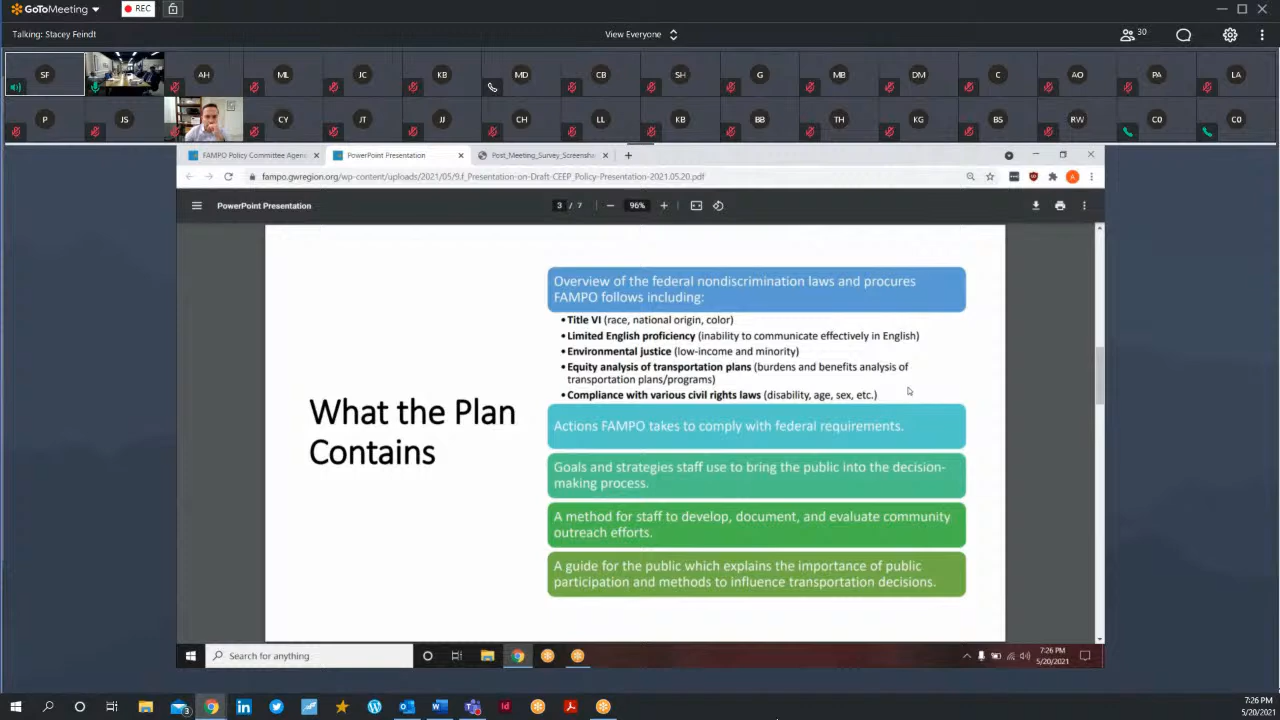 GoToMeeting
REC
Talking: Stacey Feindt
View Everyone
30
SF
AH
ML
JC
KB
MD
CB
SH
G
MB
DM
C
AO
PA
LA
P
JS
CY
JT
JJ
CH
LL
KB
BB
TH
KG
BS
RW
C0
C0
FAMPO Policy Committee Agen
PowerPoint Presentation
Post_Meeting_Survey_Screensho
fampo.gwregion.org/wp-content/uploads/2021/05/9.f_Presentation-on-Draft-CEEP_Policy-Presentation-2021.05.20.pdf
A
PowerPoint Presentation
3 / 7
96%
What the Plan
Contains
Overview of the federal nondiscrimination laws and procures
FAMPO follows including:
• Title VI (race, national origin, color)
• Limited English proficiency (inability to communicate effectively in English)
• Environmental justice (low-income and minority)
• Equity analysis of transportation plans (burdens and benefits analysis of
transportation plans/programs)
• Compliance with various civil rights laws (disability, age, sex, etc.)
Actions FAMPO takes to comply with federal requirements.
Goals and strategies staff use to bring the public into the decision-
making process.
A method for staff to develop, document, and evaluate community
outreach efforts.
A guide for the public which explains the importance of public
participation and methods to influence transportation decisions.
Search for anything
7:26 PM
5/20/2021
3
Id
7:26 PM
5/20/2021